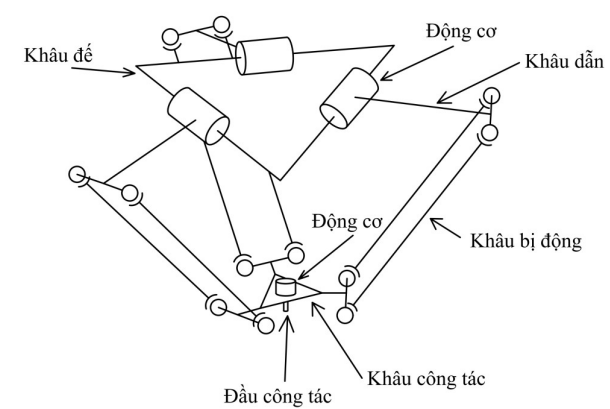 Động cơ
Khâu đế
Khâu dẫn
Động cơ
Khâu bị động
Khâu công tác
Đầu công tác